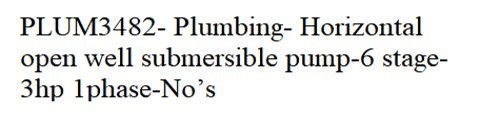 PLUM3482- Plumbing- Horizontal
open well submersible pump-6 stage-
3hp 1phase-No’s